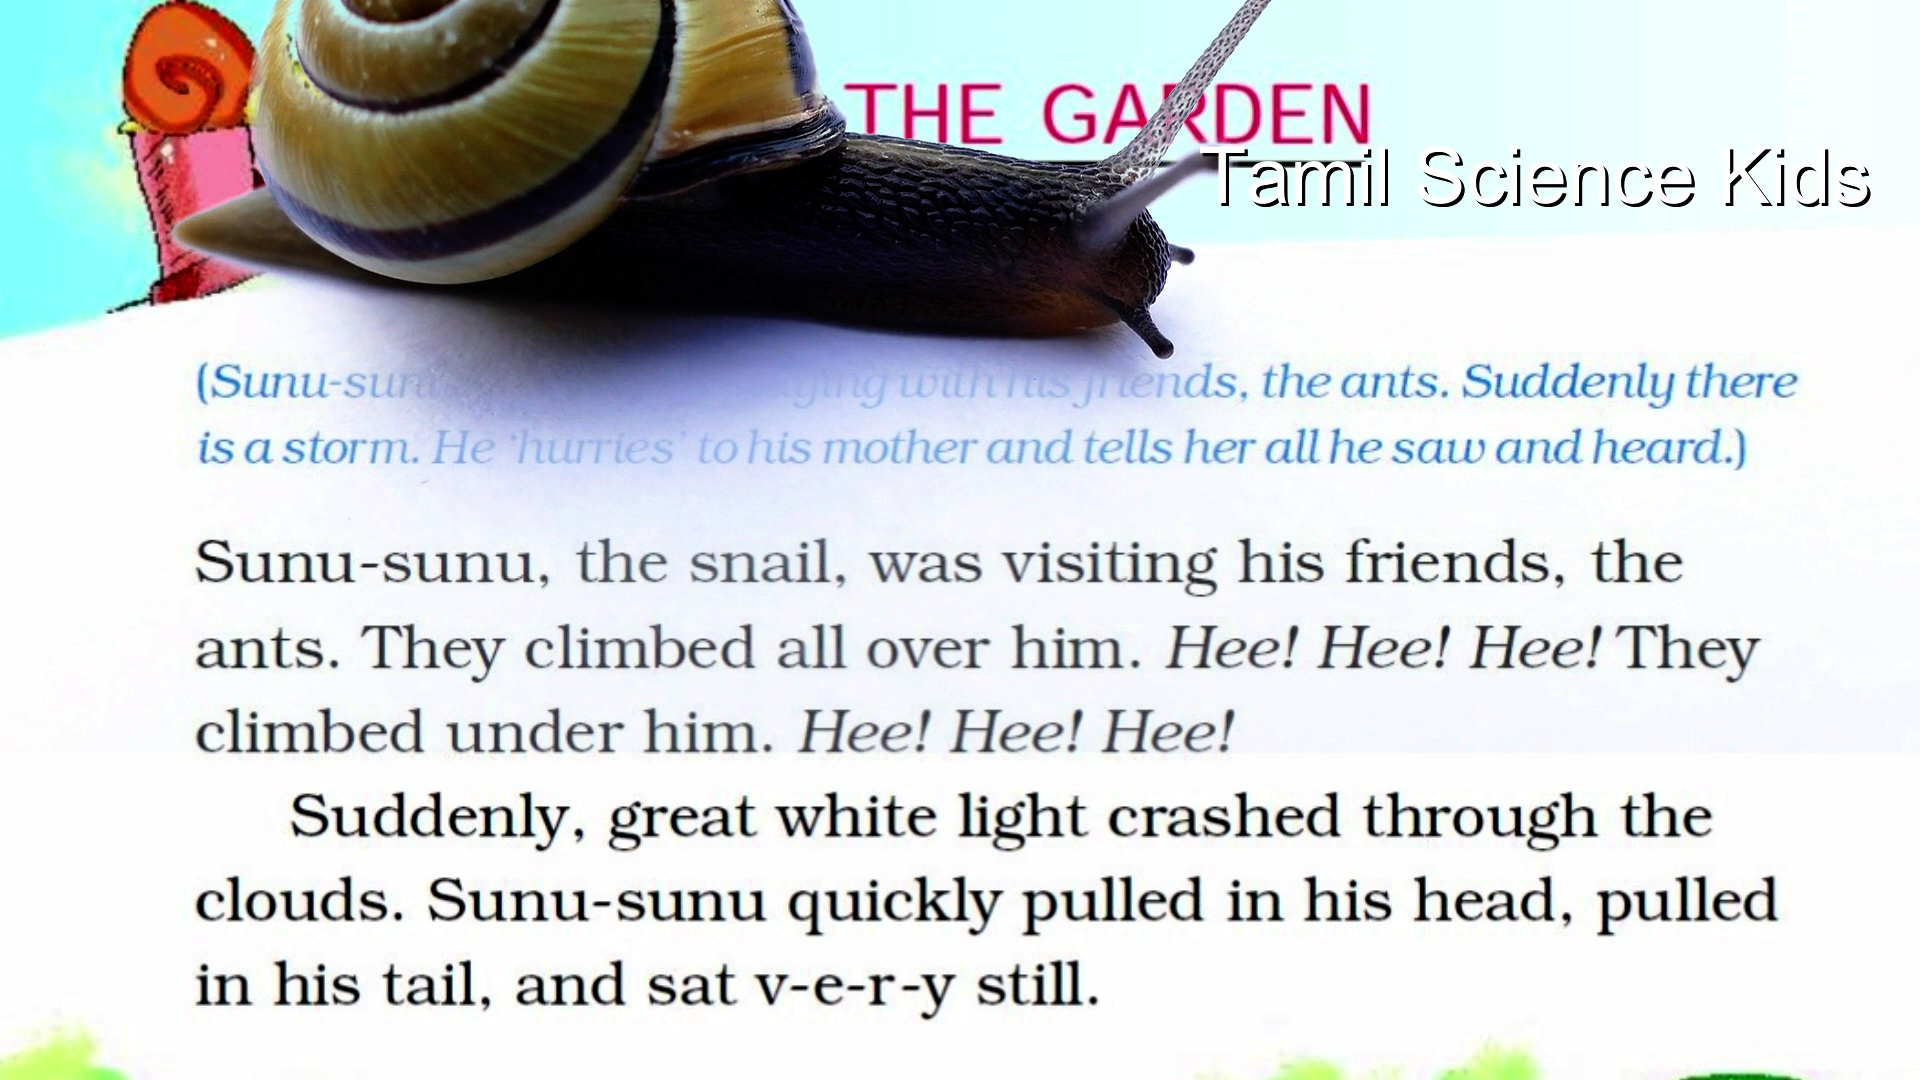 THE GARDEN
Tamil Science Kids
(Sunu-sun with his friends, the ants. Suddenly there
is a storm. He 'hurries' to his mother and tells her all he saw and heard.)
Sunu-sunu, the snail, was visiting his friends, the
ants. They climbed all over him. Hee! Hee! Hee! They
climbed under him. Hee! Hee! Hee!
Suddenly, great white light crashed through the
clouds. Sunu-sunu quickly pulled in his head, pulled
in his tail, and sat v-e-r-y still.